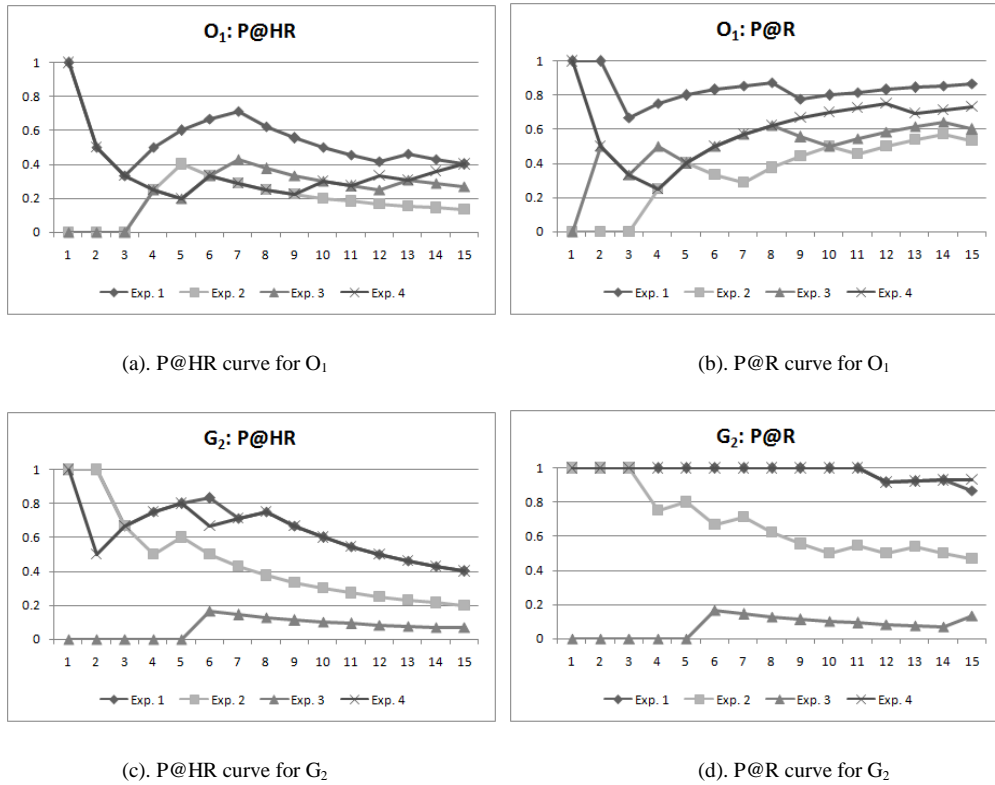 O₁: P@HR
1
0.8
0.6
0.4
0.2
0
1 2 3 4 5 6 7 8 9 10 11 12 13 14 15
Exp. 1 Exp. 2 Exp. 3 Exp. 4
(a). P@HR curve for O₁
O₁: P@R
1
0.8
0.6
0.4
0.2
0
1 2 3 4 5 6 7 8 9 10 11 12 13 14 15
Exp. 1 Exp. 2 Exp. 3 Exp. 4
(b). P@R curve for O₁
G₂: P@HR
1
0.8
0.6
0.4
0.2
0
1 2 3 4 5 6 7 8 9 10 11 12 13 14 15
Exp. 1 Exp. 2 Exp. 3 Exp. 4
(c). P@HR curve for G₂
G₂: P@R
1
0.8
0.6
0.4
0.2
0
1 2 3 4 5 6 7 8 9 10 11 12 13 14 15
Exp. 1 Exp. 2 Exp. 3 Exp. 4
(d). P@R curve for G₂